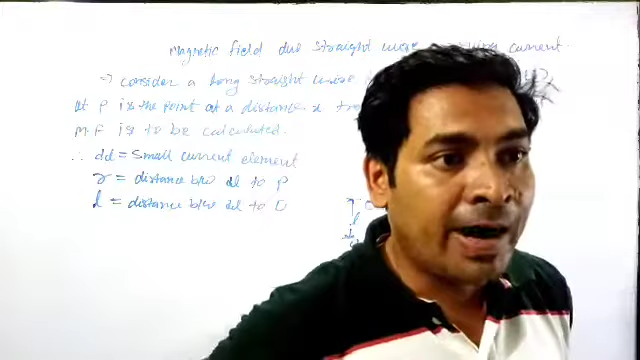 Magnetic field due straight wire current
⇒ consider a long straight wire
at P is the point at a distance x
M.F is to be calculated.
∴ dl = small current element
r = distance b/w dl to P
l = distance b/w dl to O